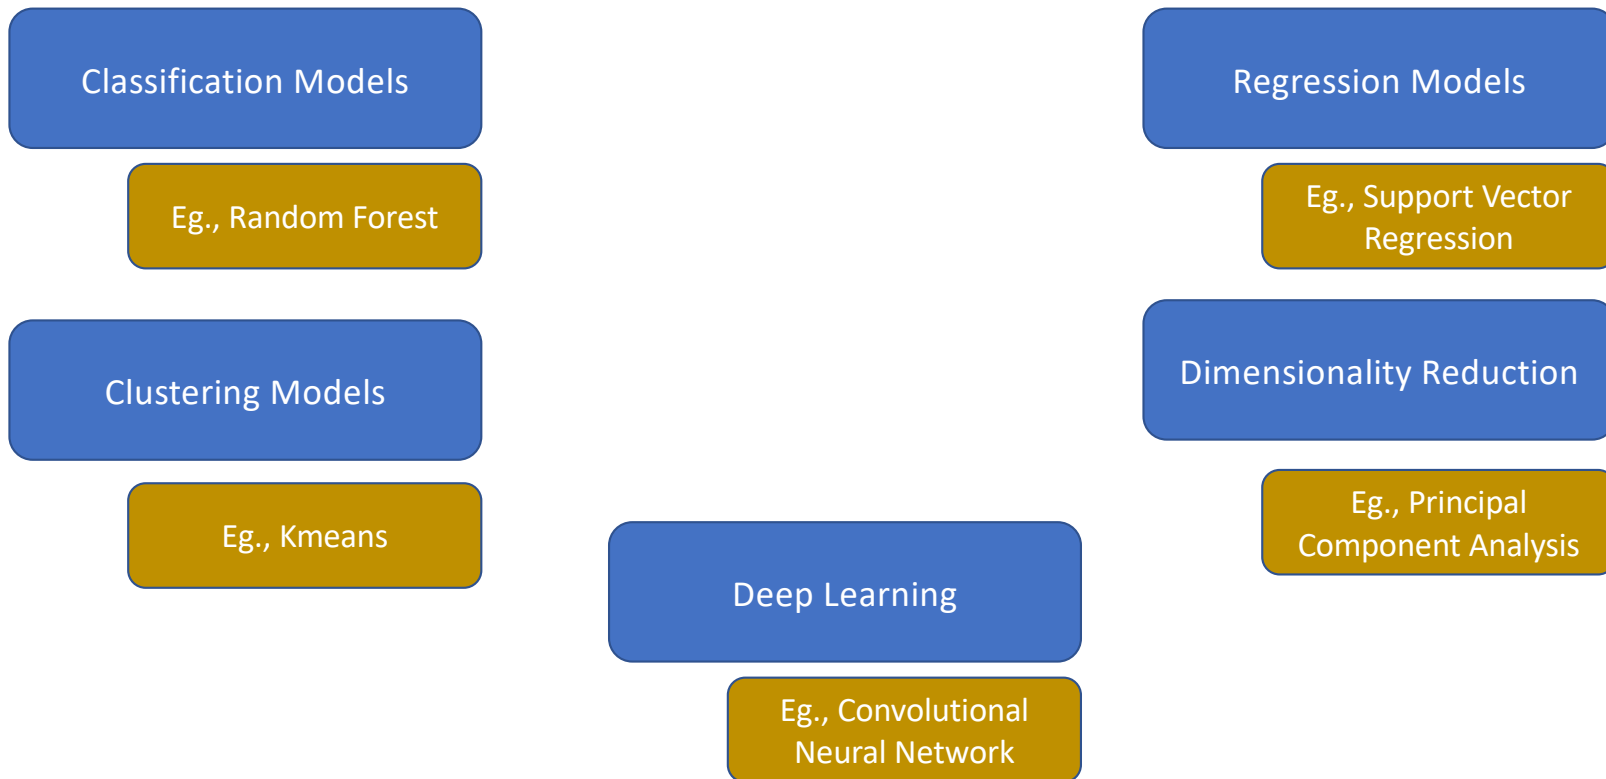 Classification Models
Eg., Random Forest
Regression Models
Eg., Support Vector
Regression
Clustering Models
Eg., Kmeans
Dimensionality Reduction
Eg., Principal
Component Analysis
Deep Learning
Eg., Convolutional
Neural Network